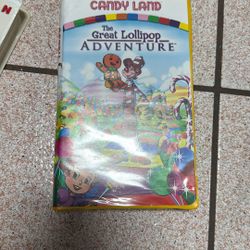 CANDY LAND
The
Great Lollipop
ADVENTURE
N